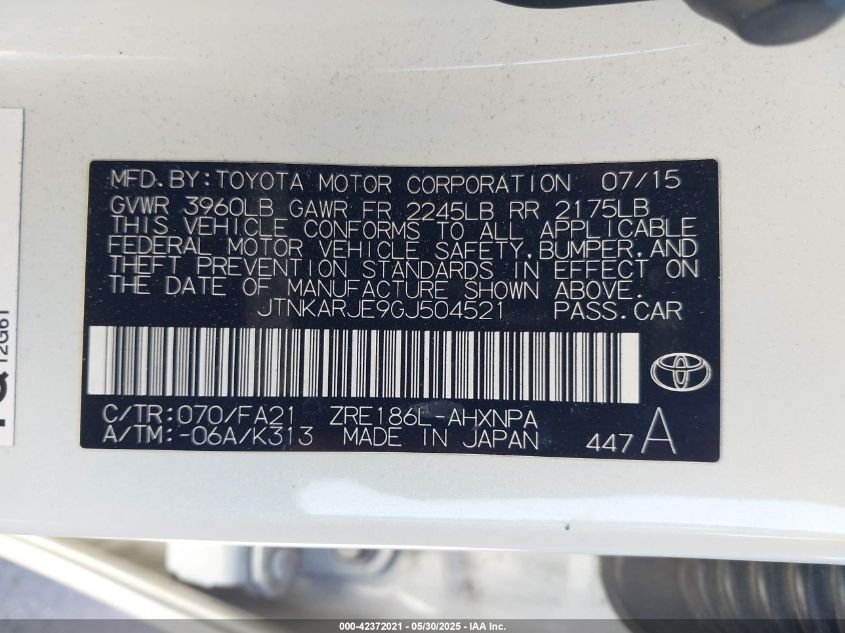 MFD. BY: TOYOTA MOTOR CORPORATION 07/15
GVWR 3960LB GAWR FR 2245LB RR 2175LB
THIS VEHICLE CONFORMS TO ALL APPLICABLE
FEDERAL MOTOR VEHICLE SAFETY, BUMPER, AND
THEFT PREVENTION STANDARDS IN EFFECT ON
THE DATE OF MANUFACTURE SHOWN ABOVE.
JTNKARJE9GJ504521 PASS. CAR
C/TR: 070/FA21 ZRE186L-AHXNPA
A/TM: -06A/K313 MADE IN JAPAN 447 A
12G61
000-42372021 - 05/30/2025 - IAA Inc.